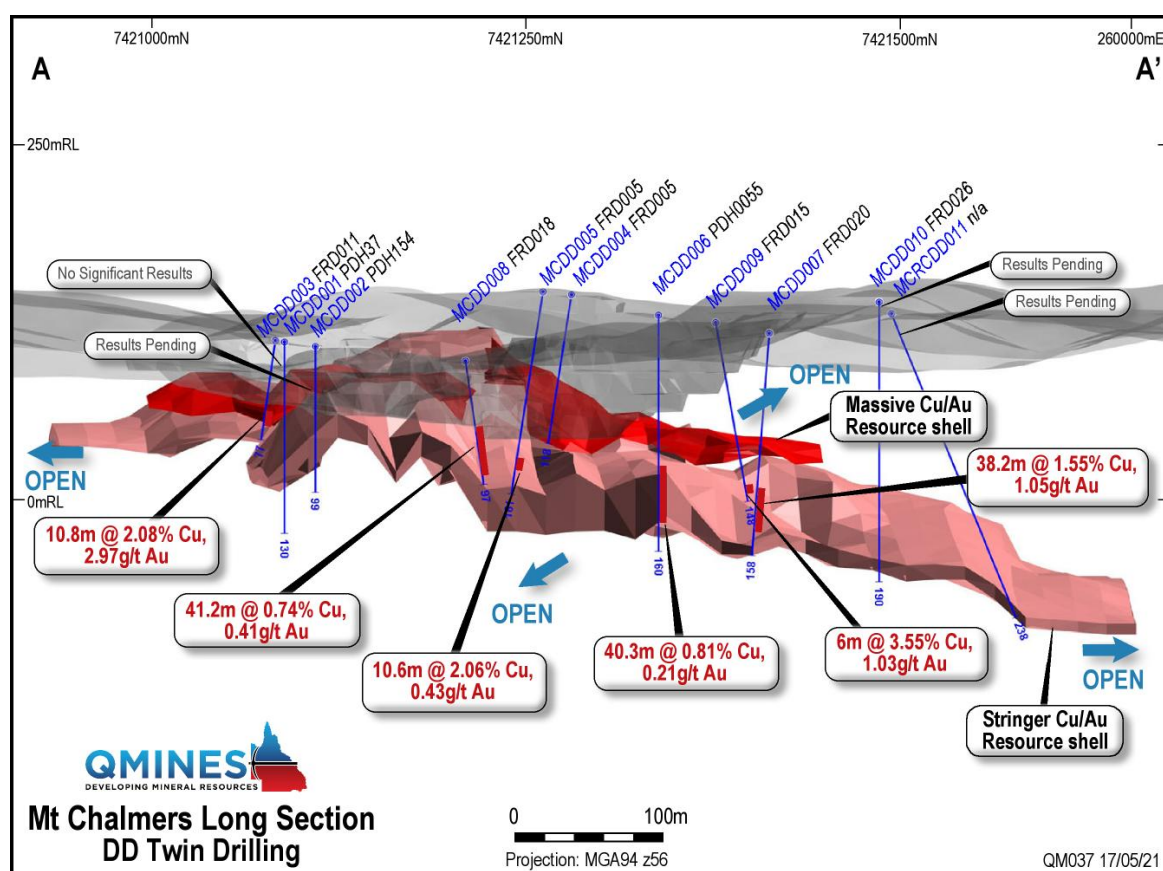 7421000mN
7421250mN
7421500mN
260000mE
A
A'
250mRL
No Significant Results
Results Pending
MCDD003 FRD011
MCDD001 PDH37
MCDD002 PDH154
MCDD008 FRD018
MCDD005 FRD005
MCDD004 FRD005
MCDD006 PDH0055
MCDD009 FRD015
MCDD007 FRD020
MCDD010 FRD026
MCRCDD011 n/a
Results Pending
Results Pending
OPEN
Massive Cu/Au
Resource shell
OPEN
0mRL
77
130
99
97
160
148
158
190
238
38.2m @ 1.55% Cu,
1.05g/t Au
10.8m @ 2.08% Cu,
2.97g/t Au
41.2m @ 0.74% Cu,
0.41g/t Au
OPEN
10.6m @ 2.06% Cu,
0.43g/t Au
40.3m @ 0.81% Cu,
0.21g/t Au
6m @ 3.55% Cu,
1.03g/t Au
OPEN
Stringer Cu/Au
Resource shell
QMINES
DEVELOPING MINERAL RESOURCES
Mt Chalmers Long Section
DD Twin Drilling
0
100m
Projection: MGA94 z56
QM037 17/05/21